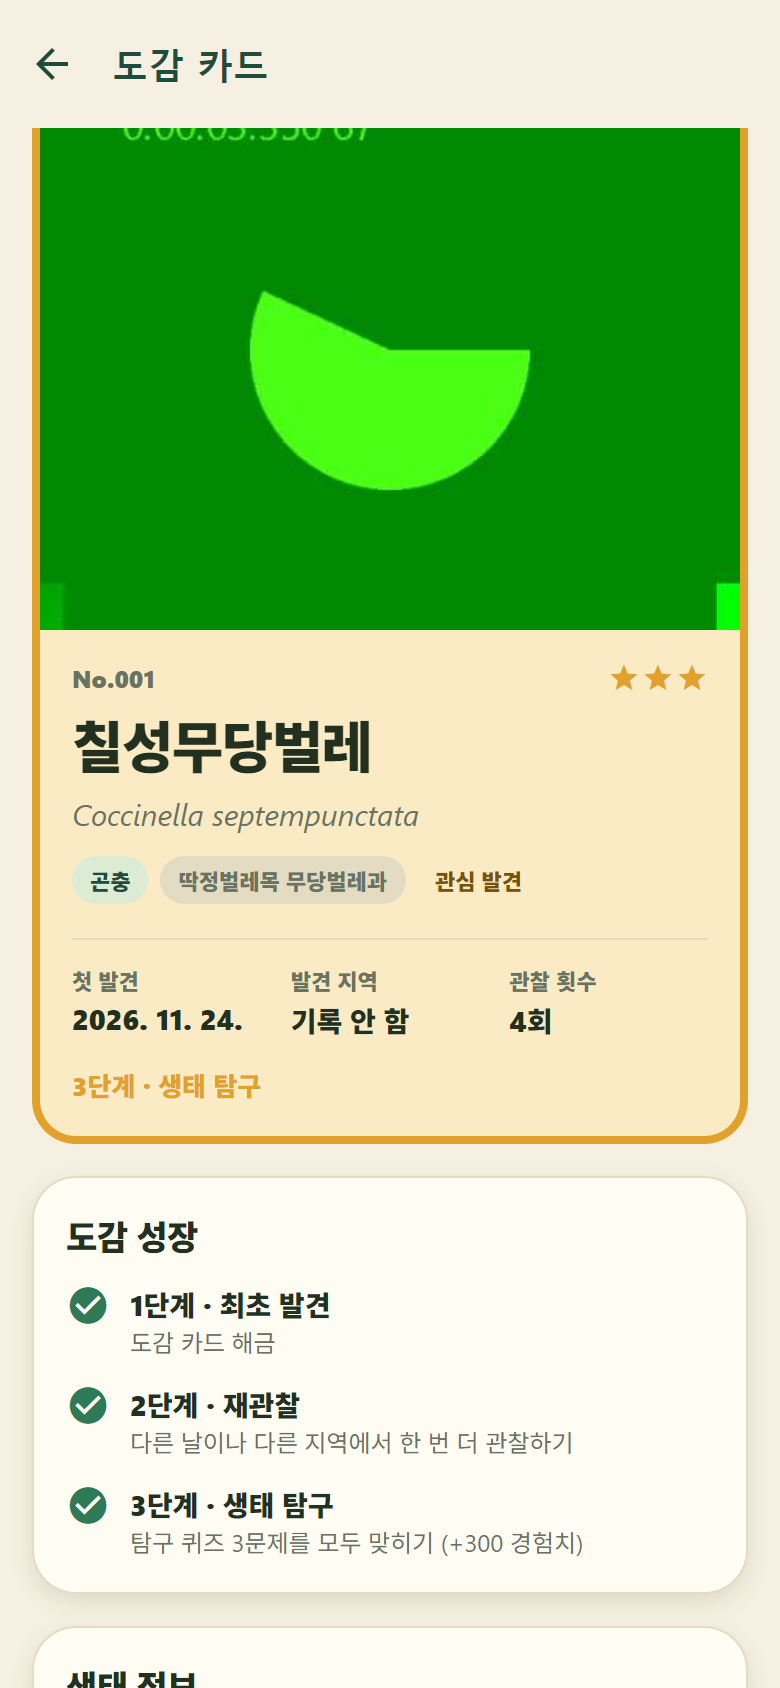 도감 카드
No.001
칠성무당벌레
Coccinella septempunctata
곤충 딱정벌레목 무당벌레과 관심 발견
첫 발견 발견 지역 관찰 횟수
2026. 11. 24. 기록 안 함 4회
3단계 · 생태 탐구
도감 성장
1단계 · 최초 발견
도감 카드 해금
2단계 · 재관찰
다른 날이나 다른 지역에서 한 번 더 관찰하기
3단계 · 생태 탐구
탐구 퀴즈 3문제를 모두 맞히기 (+300 경험치)
생태 정보